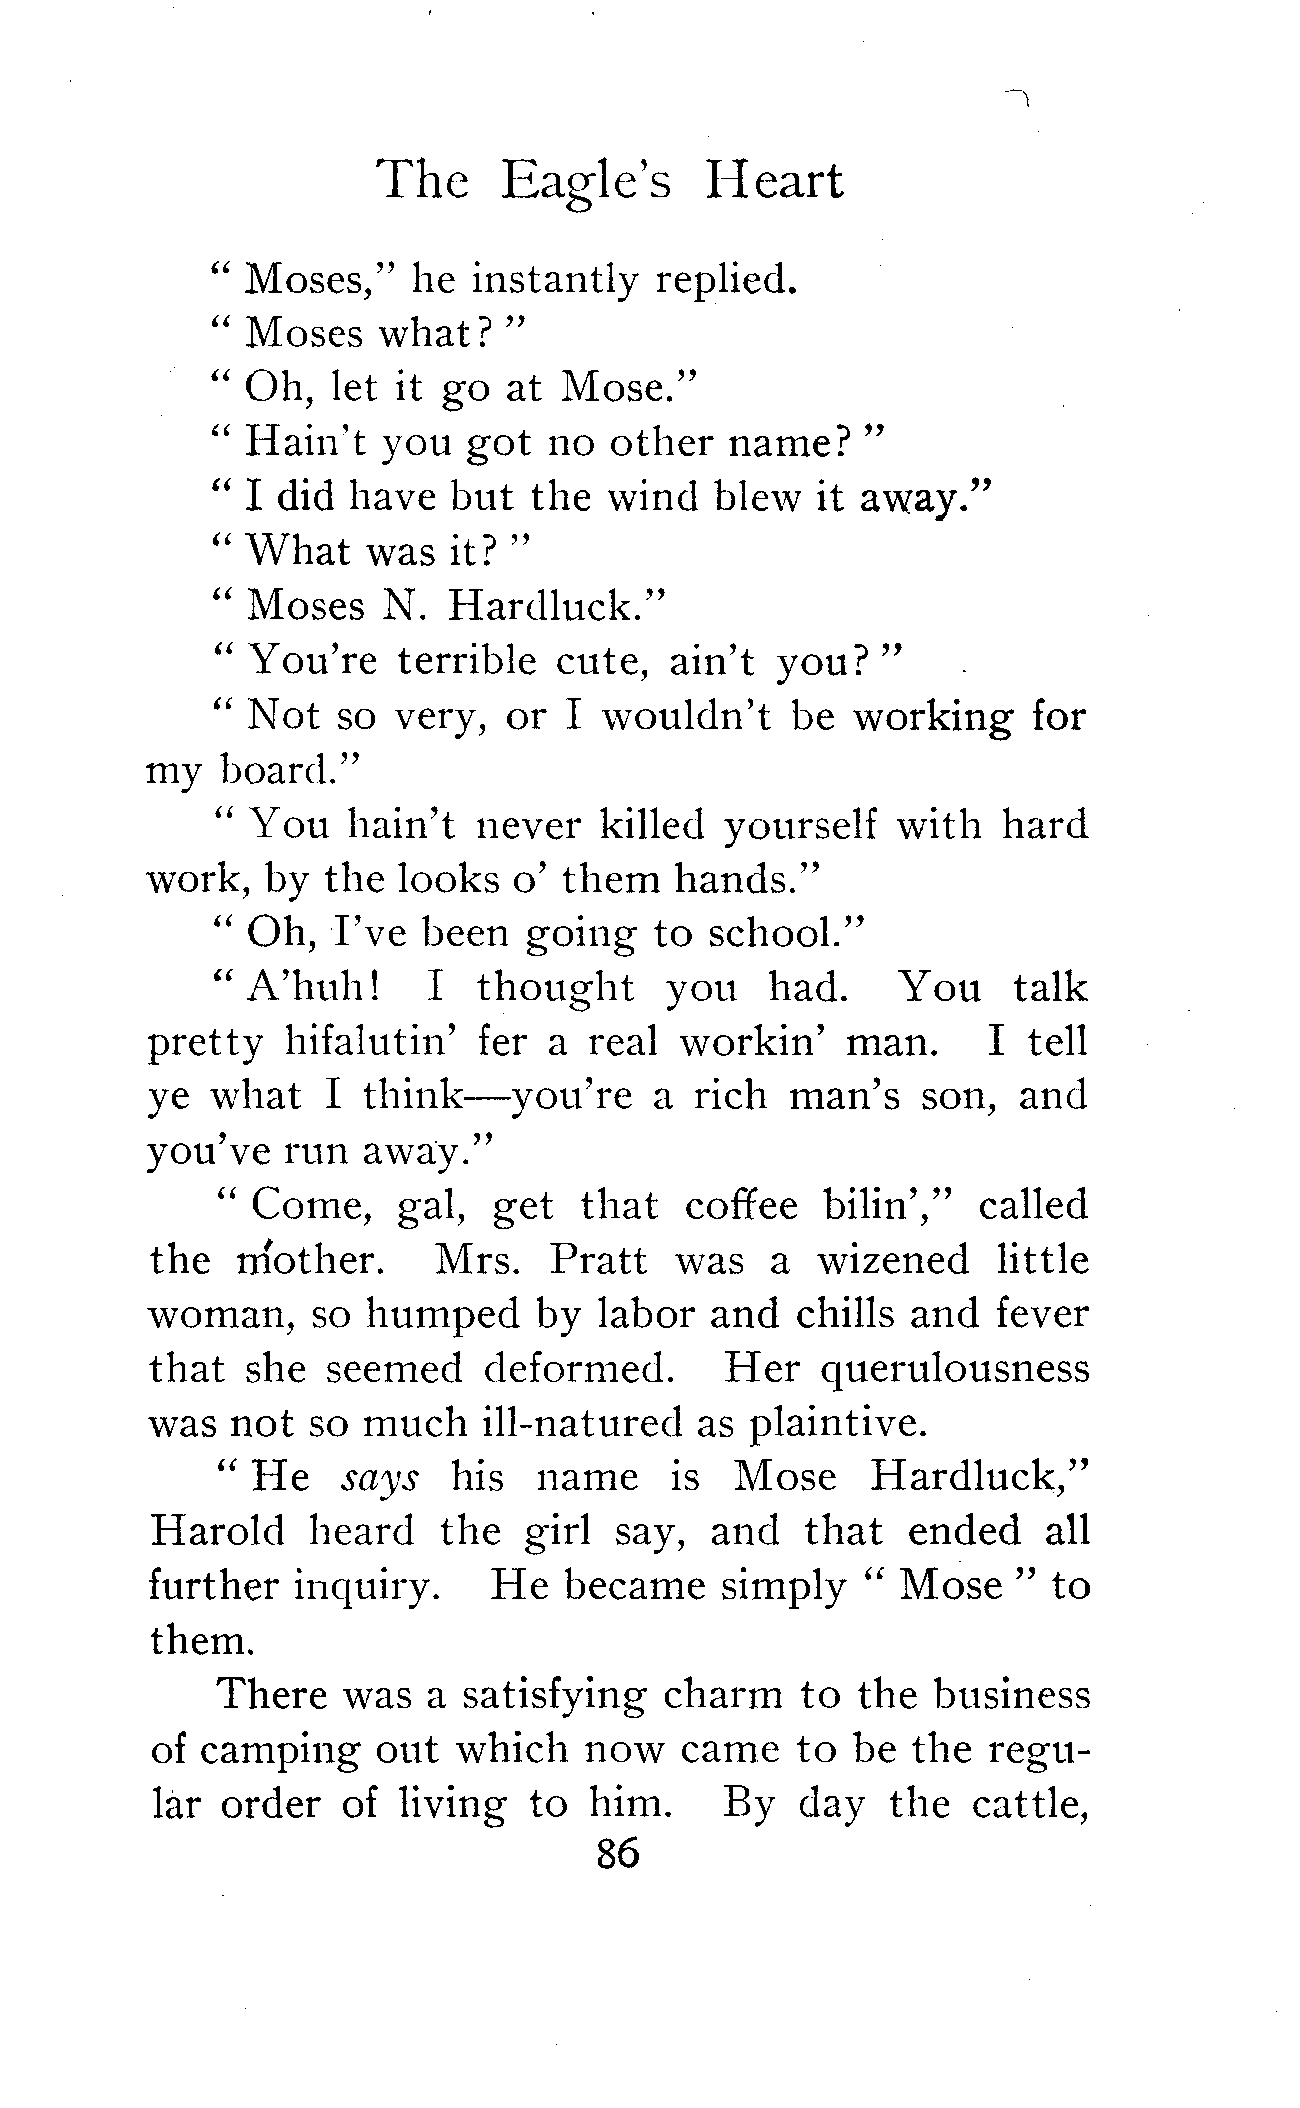 The Eagle's Heart
“ Moses,” he instantly replied.
“ Moses what? ”
“ Oh, let it go at Mose.”
“ Hain't you got no other name? ”
“ I did have but the wind blew it away.”
“ What was it? ”
“ Moses N. Hardluck.”
“ You're terrible cute, ain't you? ”
“ Not so very, or I wouldn't be working for
my board.”
“ You hain't never killed yourself with hard
work, by the looks o' them hands.”
“ Oh, I've been going to school.”
“ A'huh! I thought you had. You talk
pretty hifalutin' fer a real workin' man. I tell
ye what I think—you're a rich man's son, and
you've run away.”
“ Come, gal, get that coffee bilin',” called
the mother. Mrs. Pratt was a wizened little
woman, so humped by labor and chills and fever
that she seemed deformed. Her querulousness
was not so much ill-natured as plaintive.
“ He says his name is Mose Hardluck,”
Harold heard the girl say, and that ended all
further inquiry. He became simply “ Mose ” to
them.
There was a satisfying charm to the business
of camping out which now came to be the regu-
lar order of living to him. By day the cattle,
86